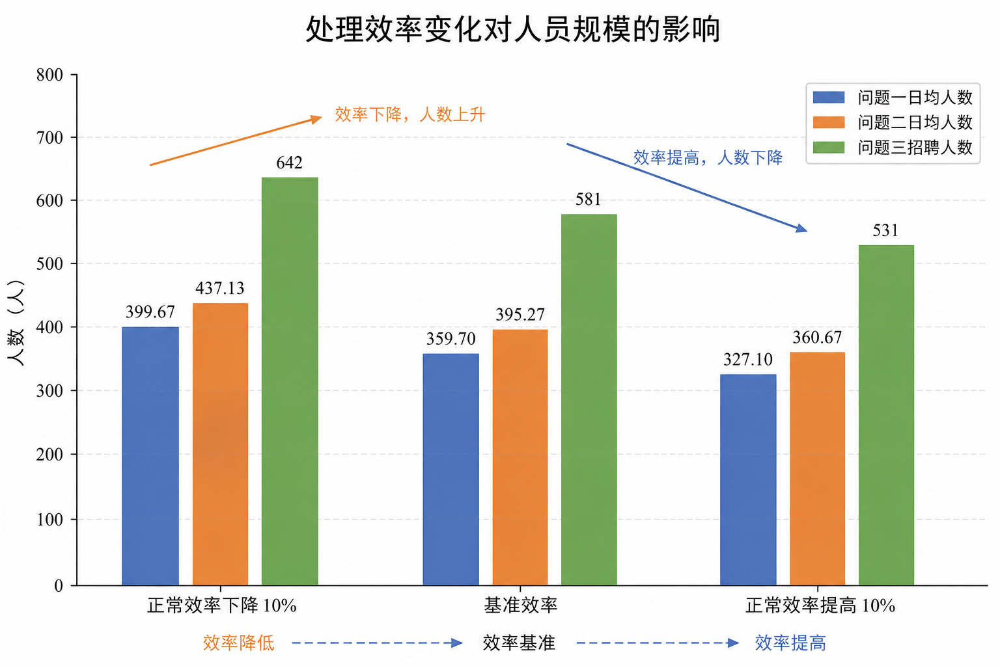 处理效率变化对人员规模的影响
800
700
600
500
400
300
200
100
0
人数（人）
问题一日均人数
问题二日均人数
问题三招聘人数
效率下降，人数上升
效率提高，人数下降
399.67
437.13
642
359.70
395.27
581
327.10
360.67
531
正常效率下降 10%
基准效率
正常效率提高 10%
效率降低
效率基准
效率提高